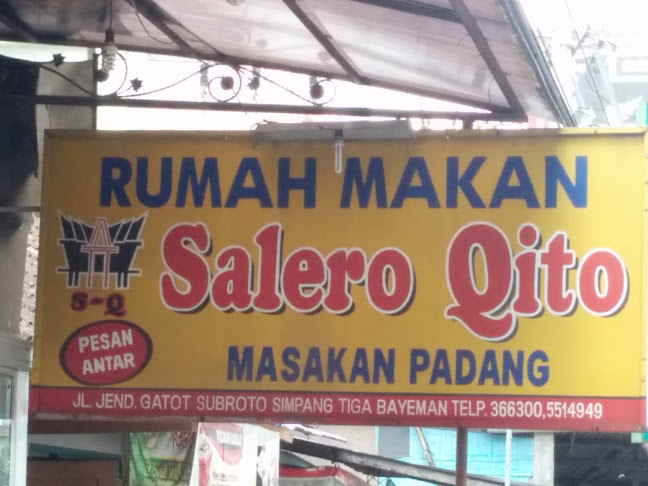 RUMAH MAKAN
Salero Qito
S-Q
PESAN
ANTAR
MASAKAN PADANG
JL. JEND. GATOT SUBROTO SIMPANG TIGA BAYEMAN TELP. 366300,5514949